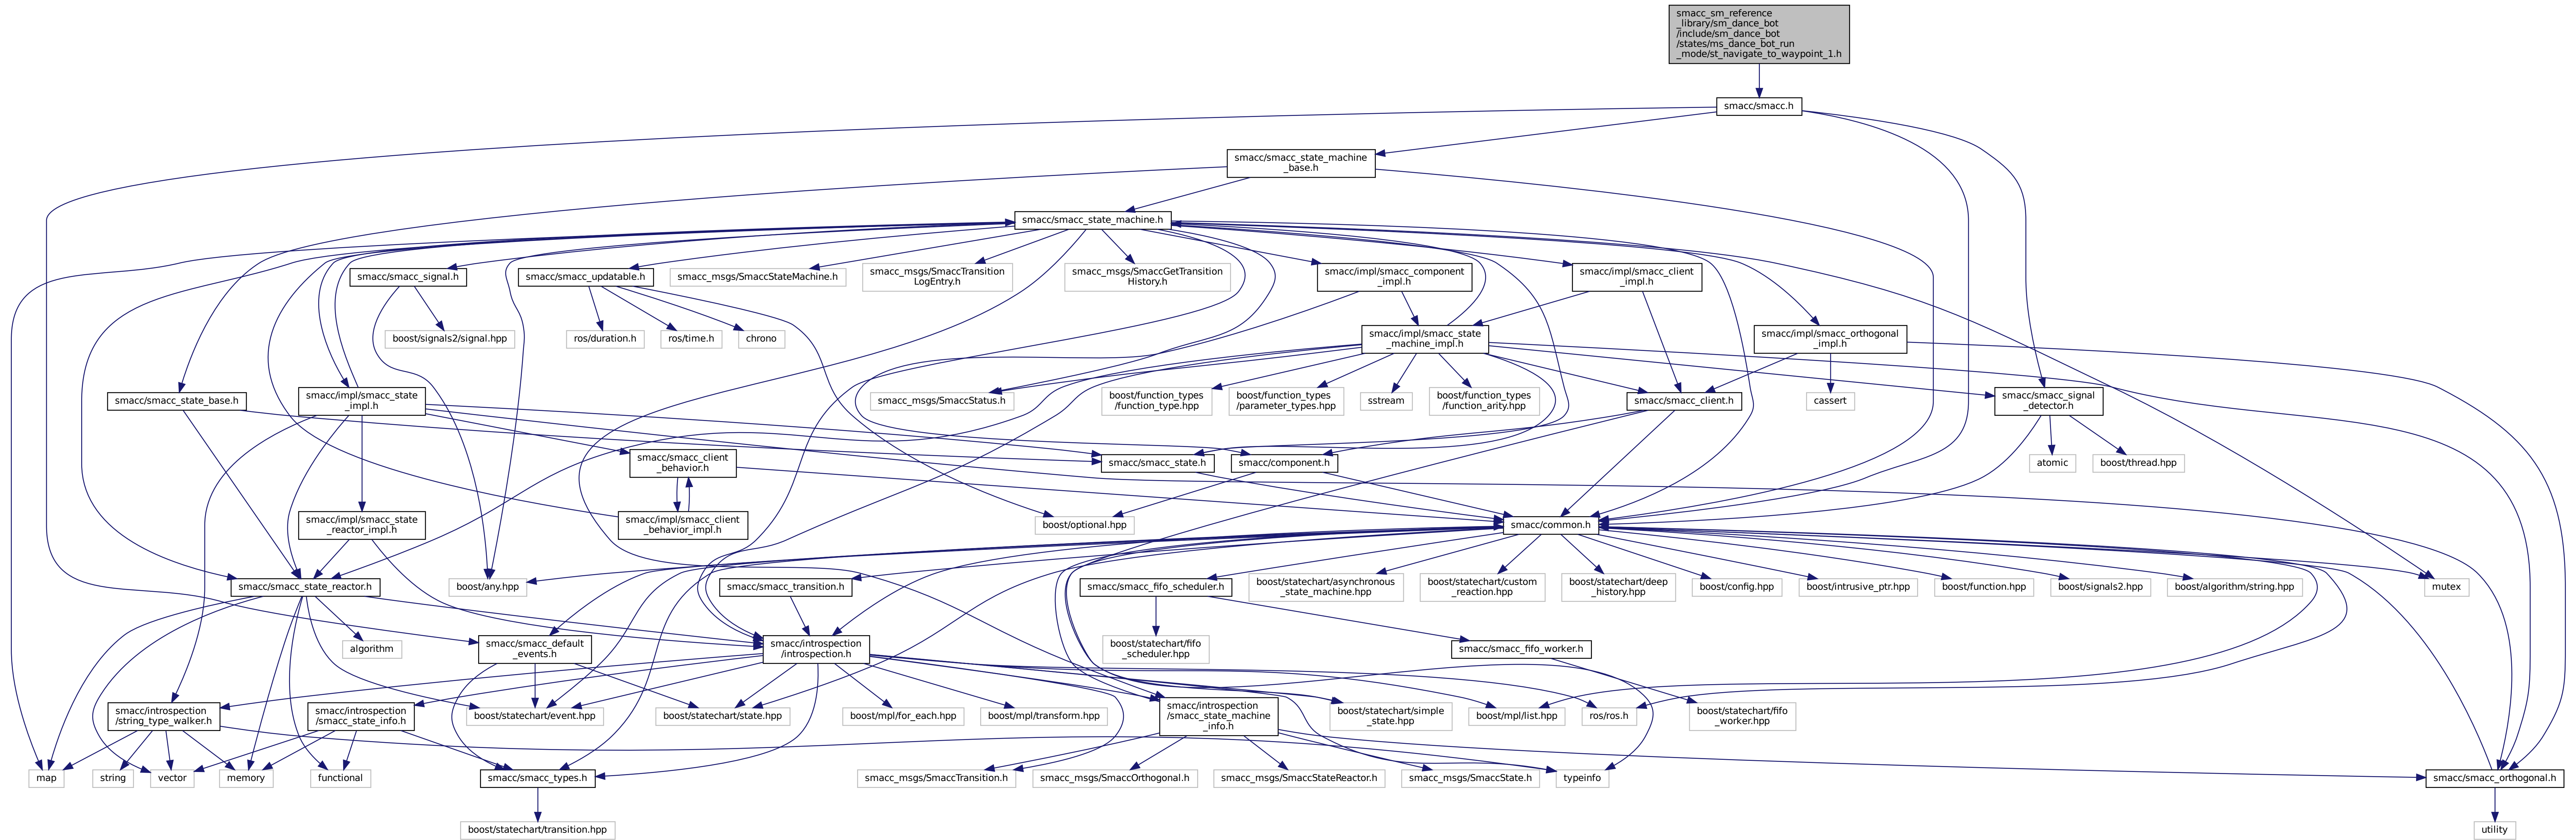 smacc_sm_reference
_library/sm_dance_bot
/include/sm_dance_bot
/states/ms_dance_bot_run
_mode/st_navigate_to_waypoint_1.h
smacc/smacc.h
smacc/smacc_state_machine
_base.h
smacc/smacc_state_machine.h
smacc/smacc_signal.h
smacc/smacc_updatable.h
smacc_msgs/SmaccStateMachine.h
smacc_msgs/SmaccTransition
LogEntry.h
smacc_msgs/SmaccGetTransition
History.h
smacc/impl/smacc_component
_impl.h
smacc/impl/smacc_client
_impl.h
boost/signals2/signal.hpp
ros/duration.h
ros/time.h
chrono
smacc/impl/smacc_state
_machine_impl.h
smacc/impl/smacc_orthogonal
_impl.h
smacc/smacc_state_base.h
smacc/impl/smacc_state
_impl.h
smacc_msgs/SmaccStatus.h
boost/function_types
/function_type.hpp
boost/function_types
/parameter_types.hpp
sstream
boost/function_types
/function_arity.hpp
smacc/smacc_client.h
cassert
smacc/smacc_signal
_detector.h
smacc/smacc_client
_behavior.h
smacc/smacc_state.h
smacc/component.h
atomic
boost/thread.hpp
smacc/impl/smacc_state
_reactor_impl.h
smacc/impl/smacc_client
_behavior_impl.h
boost/optional.hpp
smacc/common.h
smacc/smacc_state_reactor.h
boost/any.hpp
smacc/smacc_transition.h
smacc/smacc_fifo_scheduler.h
boost/statechart/asynchronous
_state_machine.hpp
boost/statechart/custom
_reaction.hpp
boost/statechart/deep
_history.hpp
boost/config.hpp
boost/intrusive_ptr.hpp
boost/function.hpp
boost/signals2.hpp
boost/algorithm/string.hpp
mutex
algorithm
smacc/smacc_default
_events.h
smacc/introspection
/introspection.h
boost/statechart/fifo
_scheduler.hpp
smacc/smacc_fifo_worker.h
smacc/introspection
/string_type_walker.h
smacc/introspection
/smacc_state_info.h
boost/statechart/event.hpp
boost/statechart/state.hpp
boost/mpl/for_each.hpp
boost/mpl/transform.hpp
smacc/introspection
/smacc_state_machine
_info.h
boost/statechart/simple
_state.hpp
boost/mpl/list.hpp
ros/ros.h
boost/statechart/fifo
_worker.hpp
map
string
vector
memory
functional
smacc/smacc_types.h
smacc_msgs/SmaccTransition.h
smacc_msgs/SmaccOrthogonal.h
smacc_msgs/SmaccStateReactor.h
smacc_msgs/SmaccState.h
typeinfo
smacc/smacc_orthogonal.h
boost/statechart/transition.hpp
utility